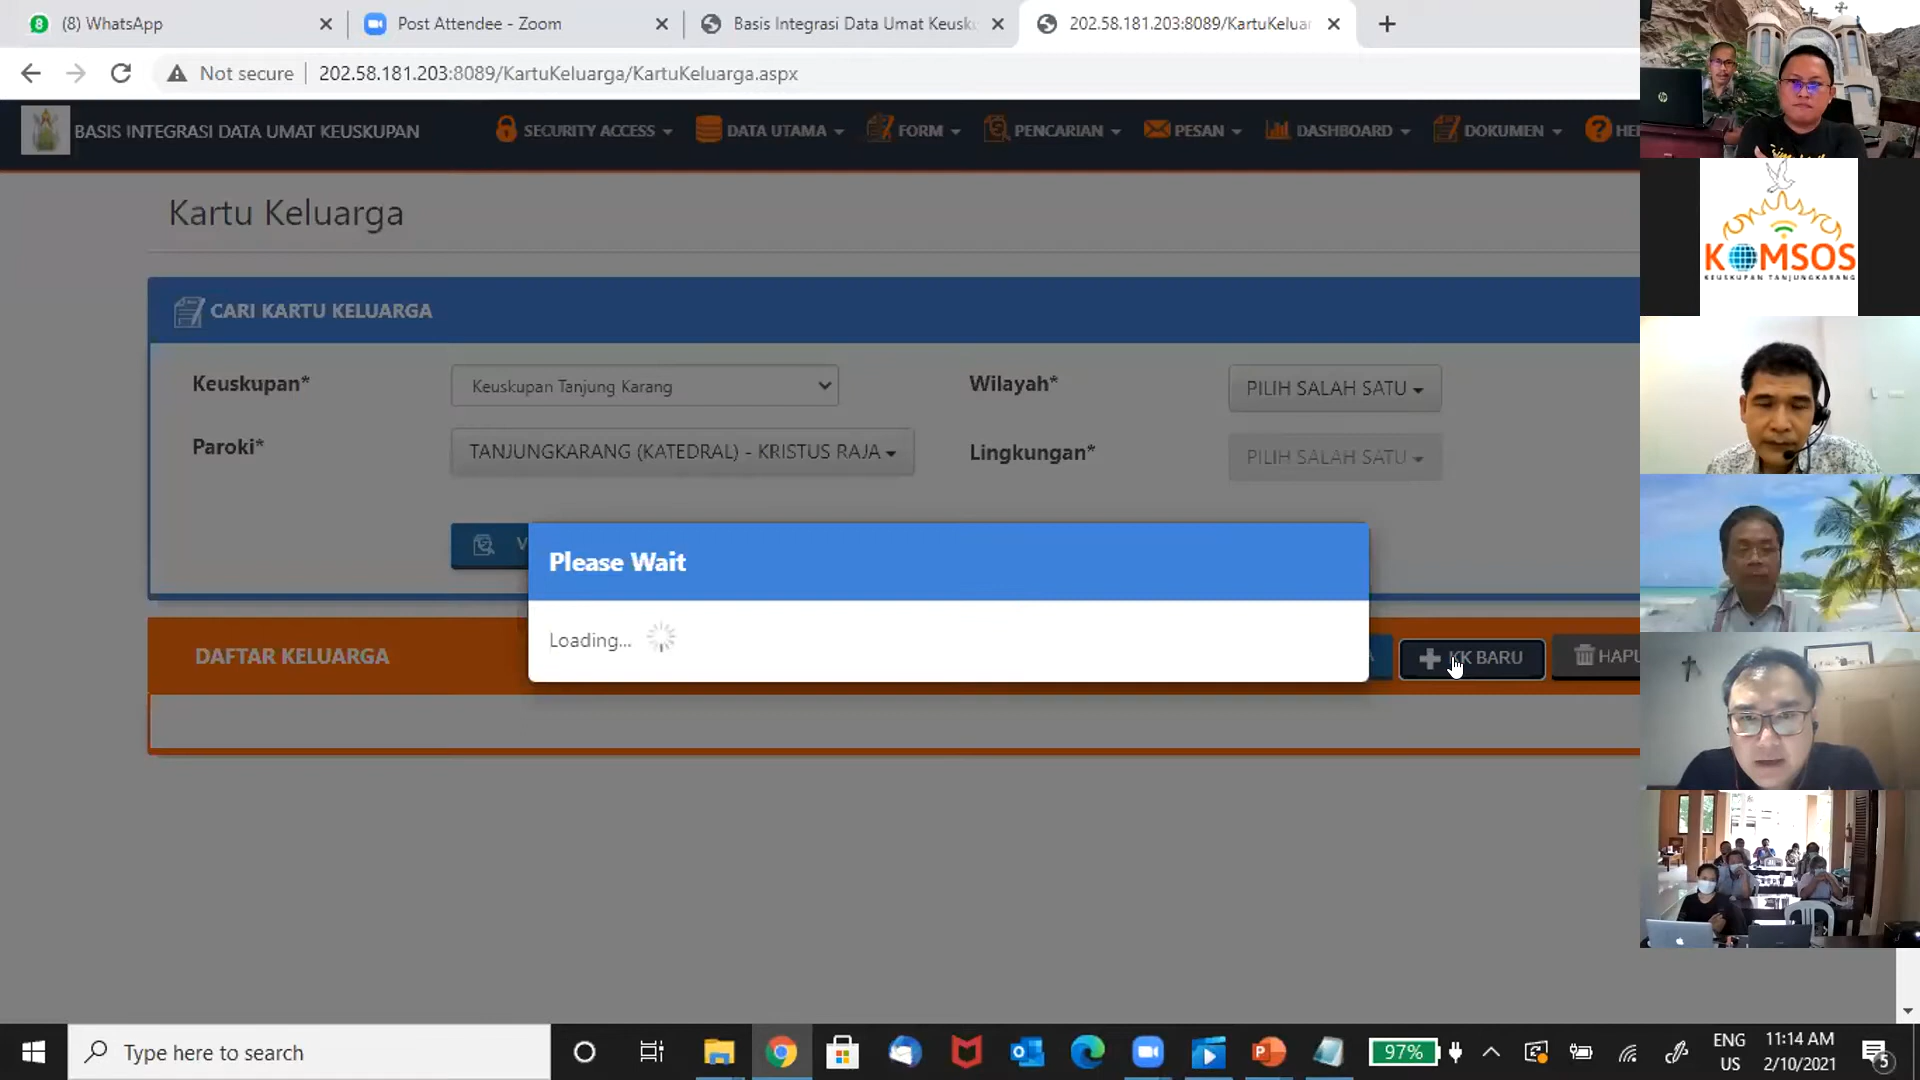 (8) WhatsApp
Post Attendee - Zoom
Basis Integrasi Data Umat Keusk
202.58.181.203:8089/KartuKeluar
Not secure
202.58.181.203:8089/KartuKeluarga/KartuKeluarga.aspx
BASIS INTEGRASI DATA UMAT KEUSKUPAN
SECURITY ACCESS
DATA UTAMA
FORM
PENCARIAN
PESAN
DASHBOARD
DOKUMEN
HE
Kartu Keluarga
CARI KARTU KELUARGA
Keuskupan*
Keuskupan Tanjung Karang
Wilayah*
PILIH SALAH SATU
Paroki*
TANJUNGKARANG (KATEDRAL) - KRISTUS RAJA
Lingkungan*
PILIH SALAH SATU
V
Please Wait
Loading...
DAFTAR KELUARGA
A
KK BARU
HAPU
KOMSOS
KEUSKUPAN TANJUNGKARANG
Type here to search
97%
ENG
US
11:14 AM
2/10/2021
5